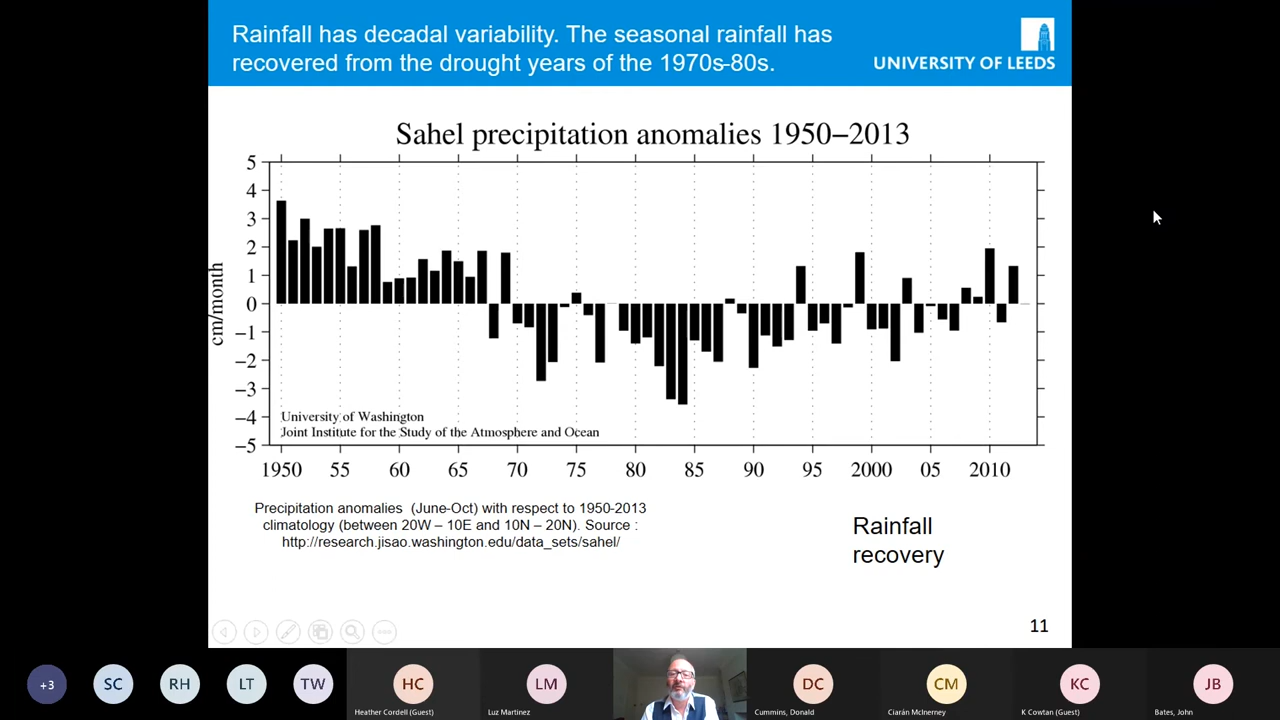 Rainfall has decadal variability. The seasonal rainfall has
recovered from the drought years of the 1970s-80s.
UNIVERSITY OF LEEDS
Sahel precipitation anomalies 1950−2013
5
4
3
2
1
0
−1
−2
−3
−4
−5
cm/month
University of Washington
Joint Institute for the Study of the Atmosphere and Ocean
1950 55 60 65 70 75 80 85 90 95 2000 05 2010
Precipitation anomalies (June-Oct) with respect to 1950-2013
climatology (between 20W – 10E and 10N – 20N). Source :
http://research.jisao.washington.edu/data_sets/sahel/
Rainfall
recovery
11
+3 SC RH LT TW HC LM DC CM KC JB
Heather Cordell (Guest) Luz Martinez Cummins, Donald Ciarán McInerney K Cowtan (Guest) Bates, John